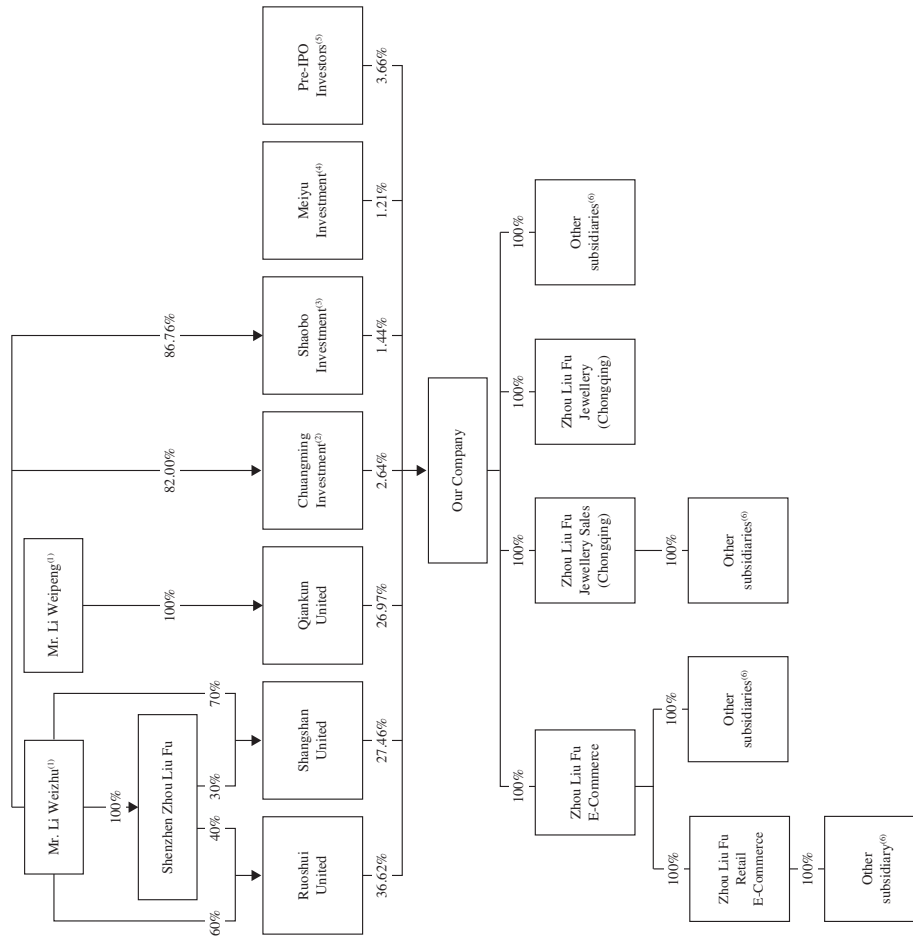 Mr. Li Weizhu(1)
Mr. Li Weipeng(1)
100%
Shenzhen Zhou Liu Fu
60%
40%
30%
70%
100%
82.00%
86.76%
Ruoshui
United
Shangshan
United
Qiankun
United
Chuangming
Investment(2)
Shaobo
Investment(3)
Meiyu
Investment(4)
Pre-IPO
Investors(5)
36.62%
27.46%
26.97%
2.64%
1.44%
1.21%
3.66%
Our Company
100%
100%
100%
100%
Zhou Liu Fu
E-Commerce
Zhou Liu Fu
Jewellery Sales
(Chongqing)
Zhou Liu Fu
Jewellery
(Chongqing)
Other
subsidiaries(6)
100%
100%
100%
Zhou Liu Fu
Retail
E-Commerce
Other
subsidiaries(6)
Other
subsidiaries(6)
100%
Other
subsidiary(6)